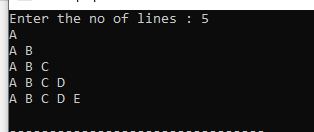 Enter the no of lines : 5
A
A B
A B C
A B C D
A B C D E
--------------------------------